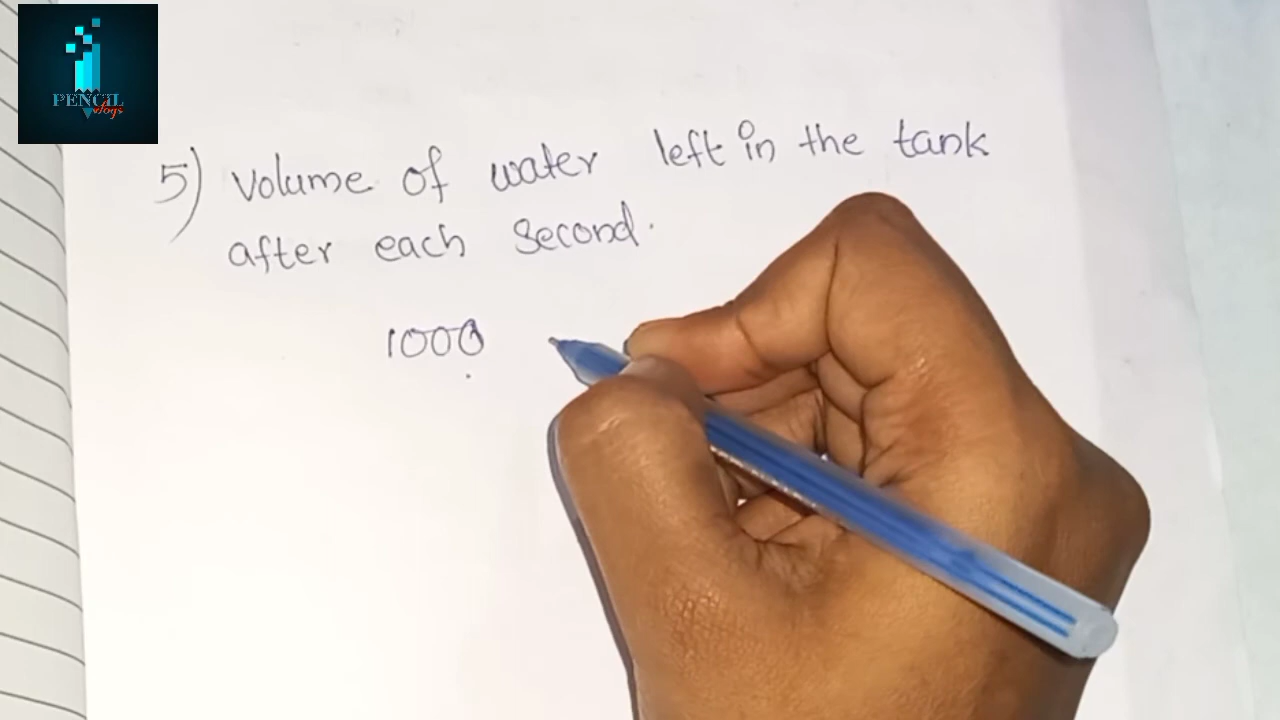 PENCIL
vlogs
5) Volume of water left in the tank
after each Second.
1000